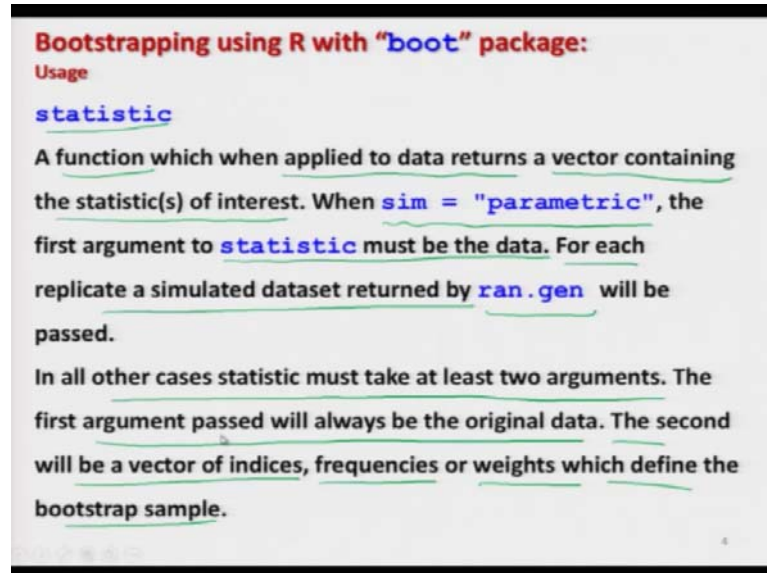 Bootstrapping using R with “boot” package:
Usage
statistic
A function which when applied to data returns a vector containing
the statistic(s) of interest. When sim = "parametric", the
first argument to statistic must be the data. For each
replicate a simulated dataset returned by ran.gen will be
passed.
In all other cases statistic must take at least two arguments. The
first argument passed will always be the original data. The second
will be a vector of indices, frequencies or weights which define the
bootstrap sample.
4